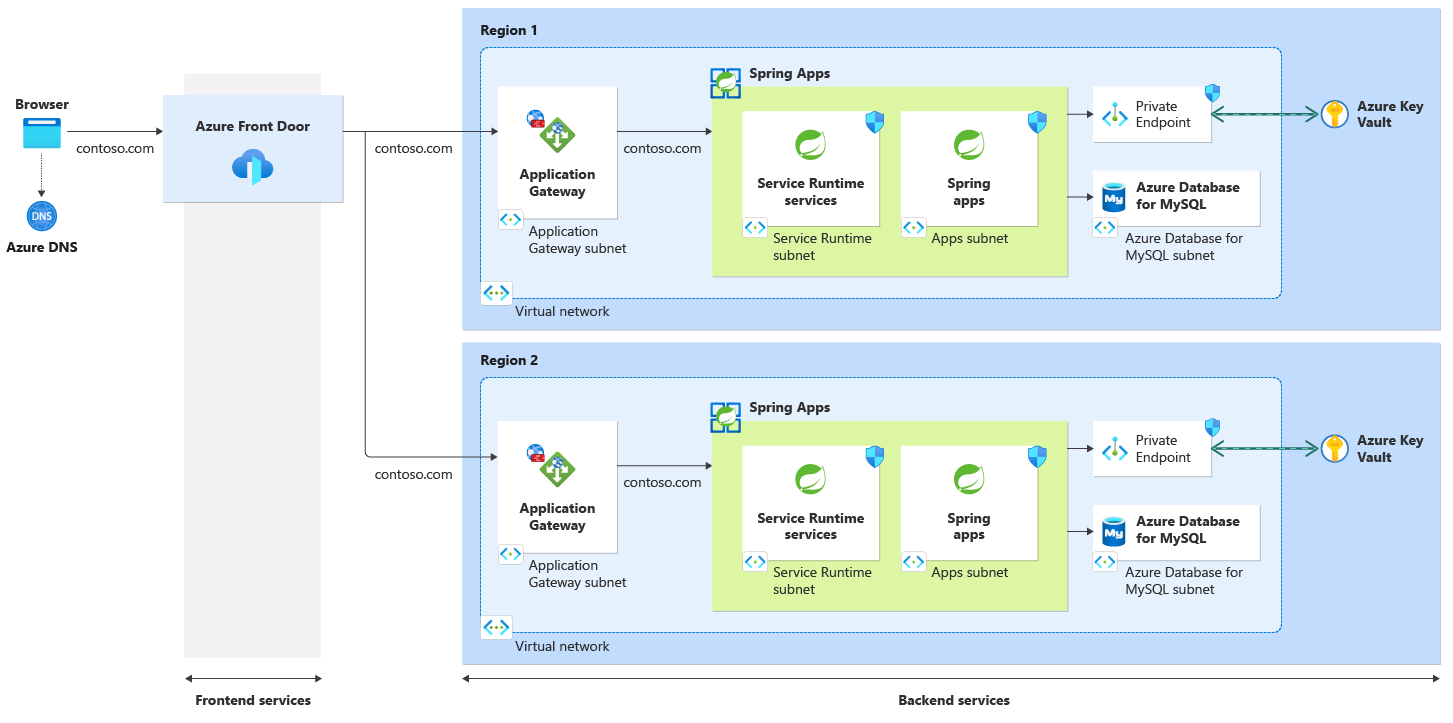 Browser
contoso.com
DNS
Azure DNS
Azure Front Door
contoso.com
contoso.com
Region 1
Application
Gateway
Application
Gateway subnet
contoso.com
Spring Apps
Service Runtime
services
Service Runtime
subnet
Spring
apps
Apps subnet
Private
Endpoint
Azure Key
Vault
My
Azure Database
for MySQL
Azure Database for
MySQL subnet
Virtual network
Region 2
Application
Gateway
Application
Gateway subnet
contoso.com
Spring Apps
Service Runtime
services
Service Runtime
subnet
Spring
apps
Apps subnet
Private
Endpoint
Azure Key
Vault
My
Azure Database
for MySQL
Azure Database for
MySQL subnet
Virtual network
Frontend services
Backend services